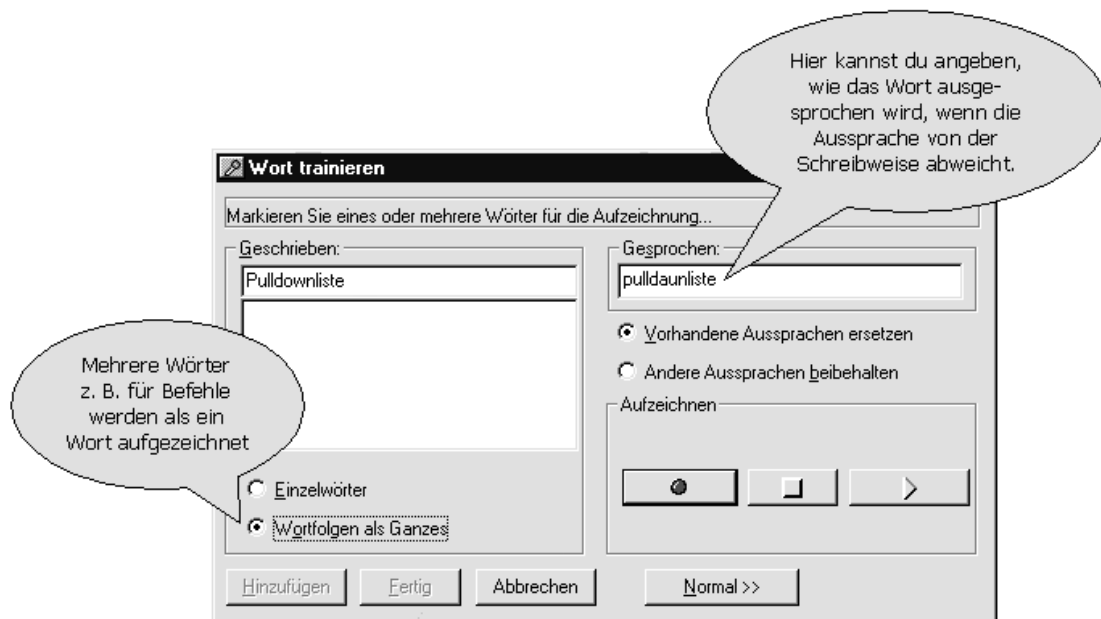 Hier kannst du angeben,
wie das Wort ausge-
sprochen wird, wenn die
Aussprache von der
Schreibweise abweicht.
Wort trainieren
Markieren Sie eines oder mehrere Wörter für die Aufzeichnung...
Geschrieben:
Pulldownliste
Gesprochen:
pulldaunliste
Vorhandene Aussprachen ersetzen
Andere Aussprachen beibehalten
Mehrere Wörter
z. B. für Befehle
werden als ein
Wort aufgezeichnet
Einzelwörter
Wortfolgen als Ganzes
Aufzeichnen
Hinzufügen
Fertig
Abbrechen
Normal >>